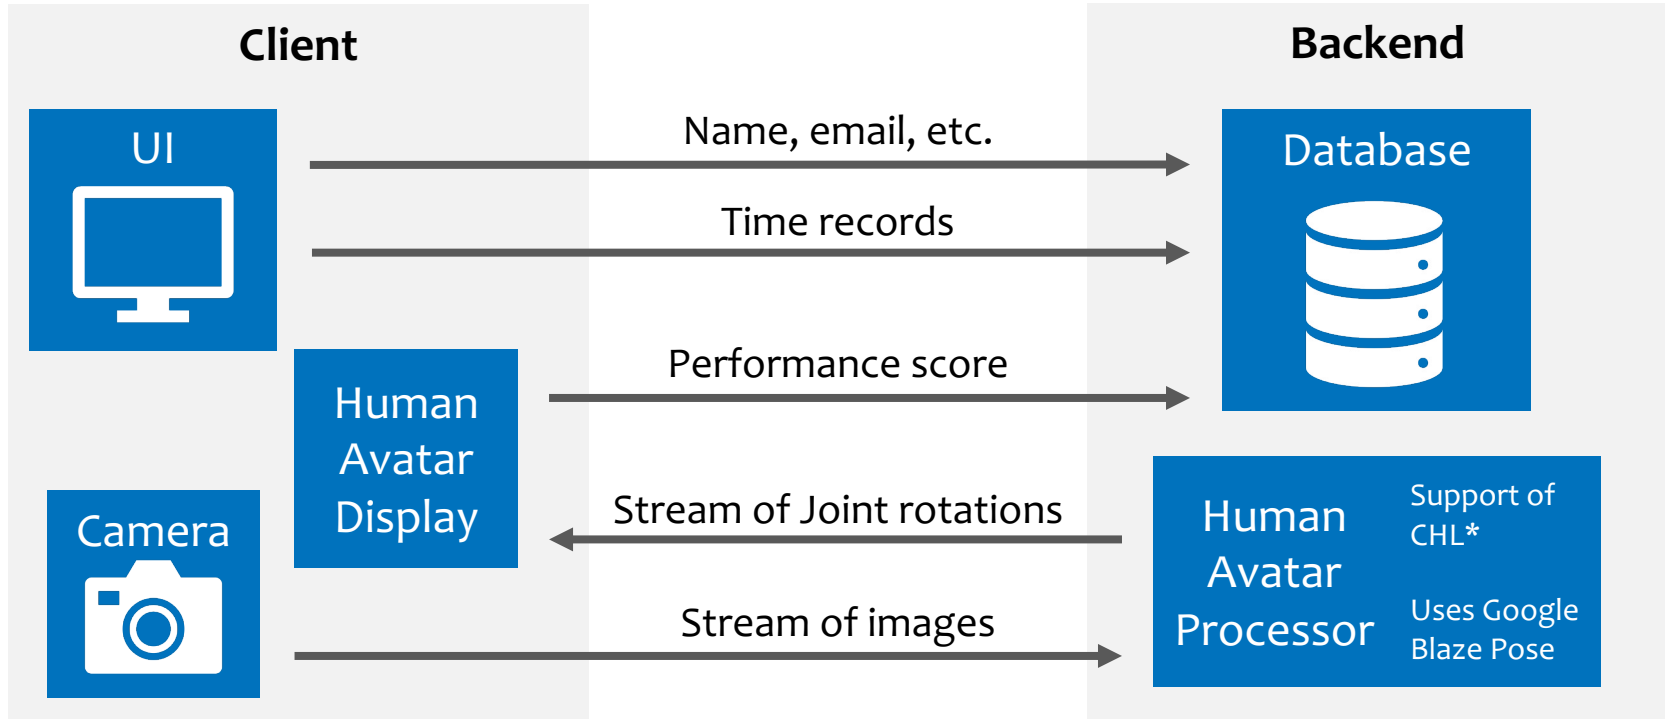 Client
Backend
UI
Name, email, etc.
Time records
Database
Human
Avatar
Display
Performance score
Camera
Stream of Joint rotations
Stream of images
Human
Avatar
Processor
Support of
CHL*
Uses Google
Blaze Pose